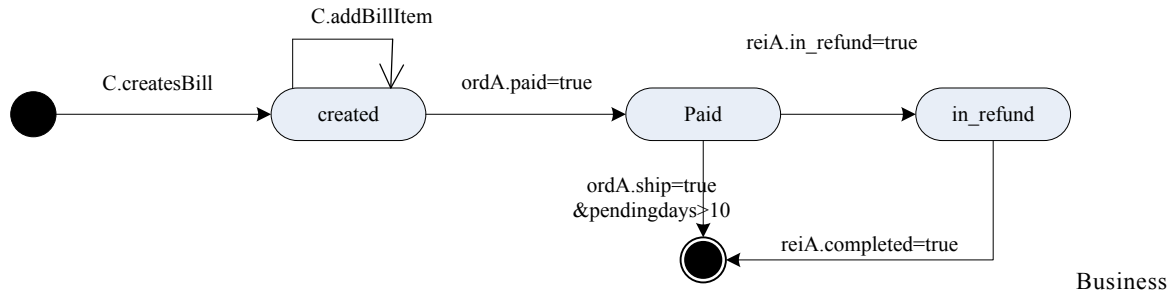 C.addBillItem
reiA.in_refund=true
C.createsBill
ordA.paid=true
created
Paid
in_refund
ordA.ship=true
&pendingdays>10
reiA.completed=true
Business